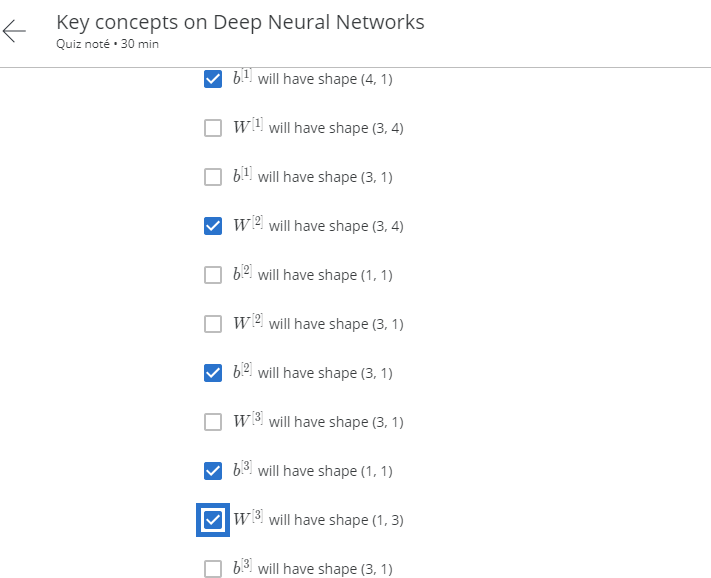 Key concepts on Deep Neural Networks
Quiz noté • 30 min
b[1] will have shape (4, 1)
W[1] will have shape (3, 4)
b[1] will have shape (3, 1)
W[2] will have shape (3, 4)
b[2] will have shape (1, 1)
W[2] will have shape (3, 1)
b[2] will have shape (3, 1)
W[3] will have shape (3, 1)
b[3] will have shape (1, 1)
W[3] will have shape (1, 3)
b[3] will have shape (3, 1)